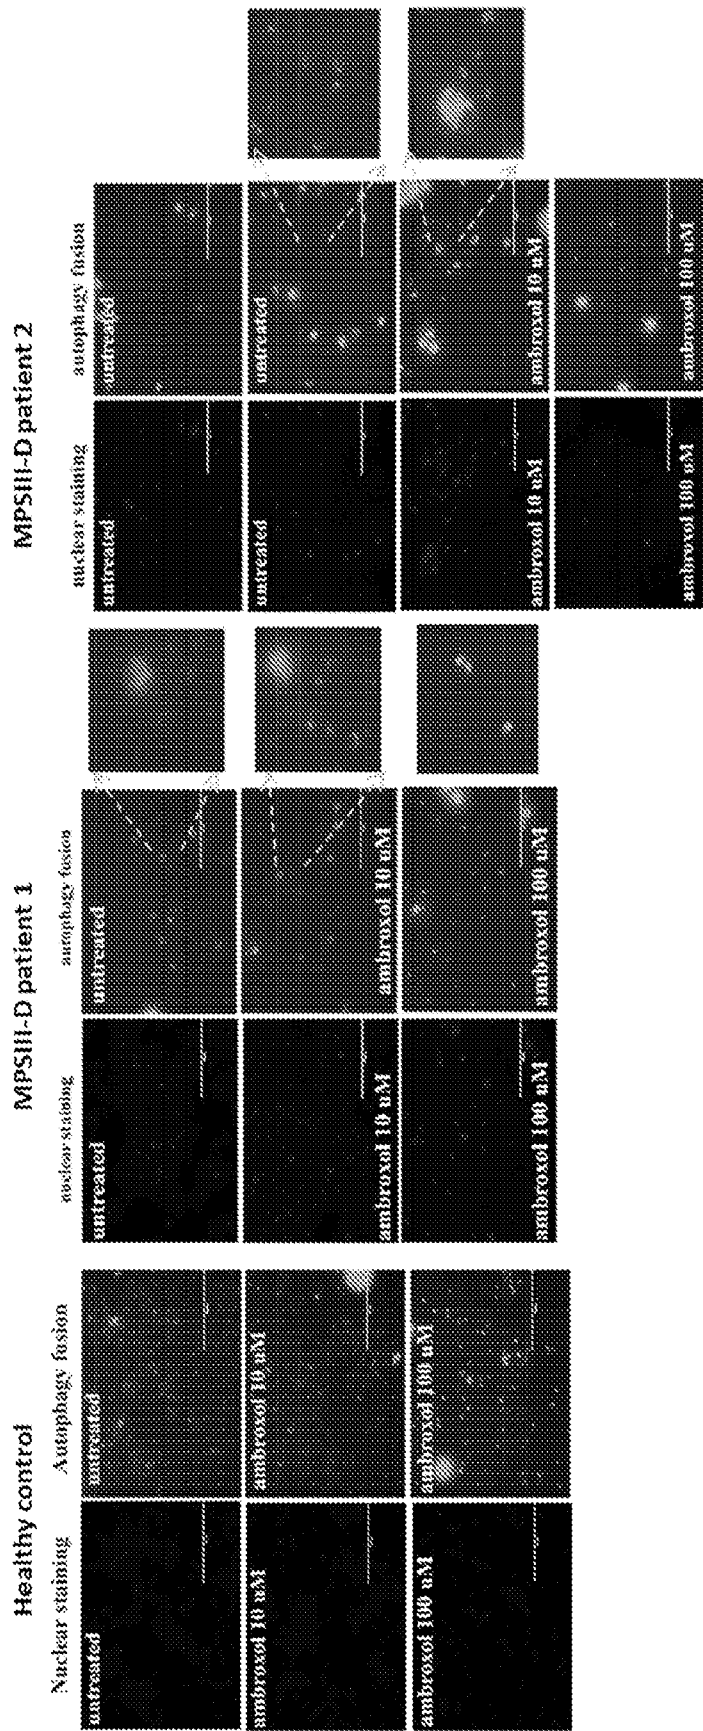 Healthy control
Nuclear staining
Autophagy fusion
untreated
untreated
ambroxol 10 uM
ambroxol 10 uM
ambroxol 100 uM
ambroxol 100 uM
MPSIII-D patient 1
nuclear staining
autophagy fusion
untreated
untreated
ambroxol 10 uM
ambroxol 10 uM
ambroxol 100 uM
ambroxol 100 uM
MPSIII-D patient 2
nuclear staining
autophagy fusion
untreated
untreated
untreated
untreated
ambroxol 10 uM
ambroxol 10 uM
ambroxol 100 uM
ambroxol 100 uM